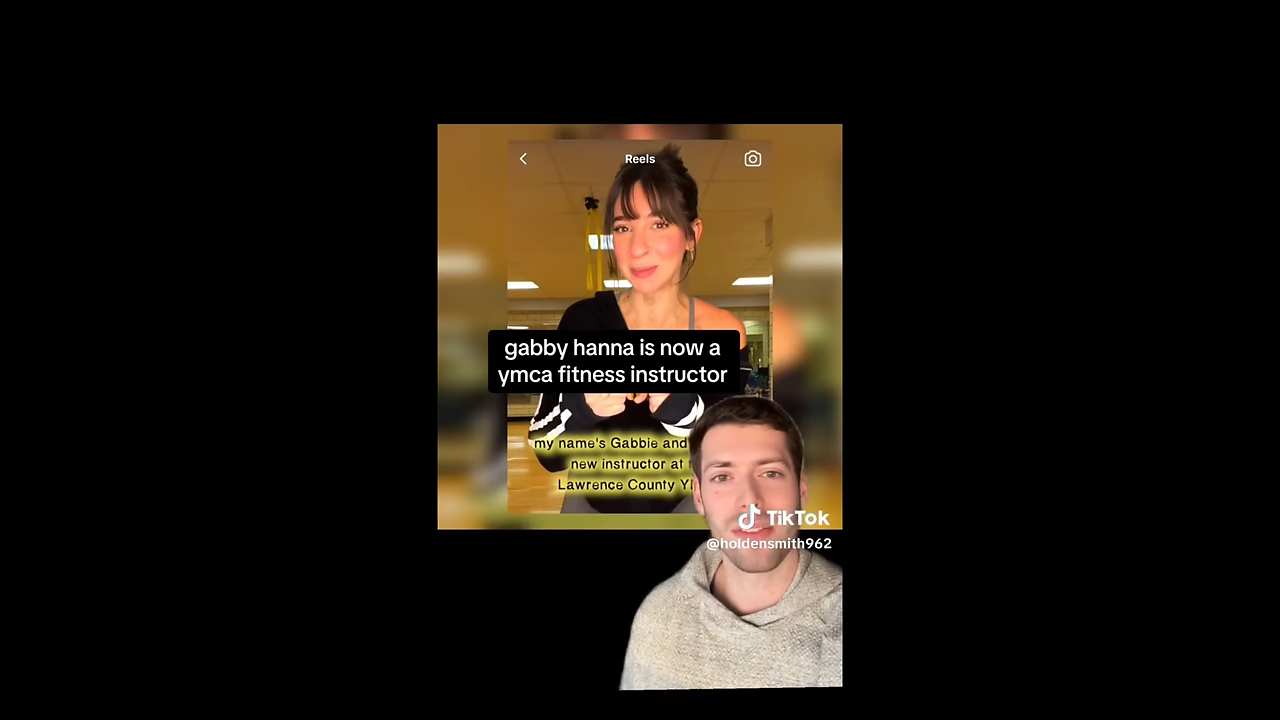 Reels
gabby hanna is now a
ymca fitness instructor
my name's Gabbie and
new instructor at
Lawrence County
TikTok
@holdensmith962